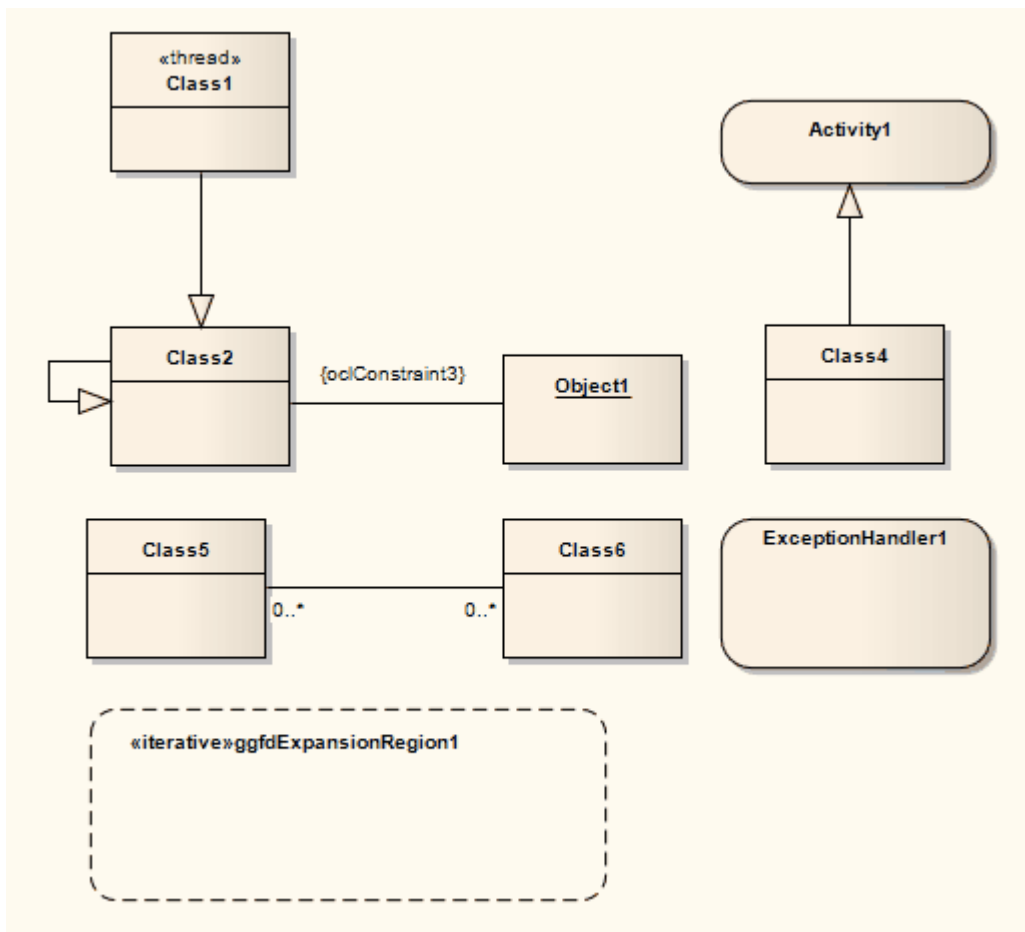 «thread»
Class1
Activity1
Class2
{oclConstraint3}
Object1
Class4
Class5
Class6
ExceptionHandler1
0..*
0..*
«iterative»ggfdExpansionRegion1